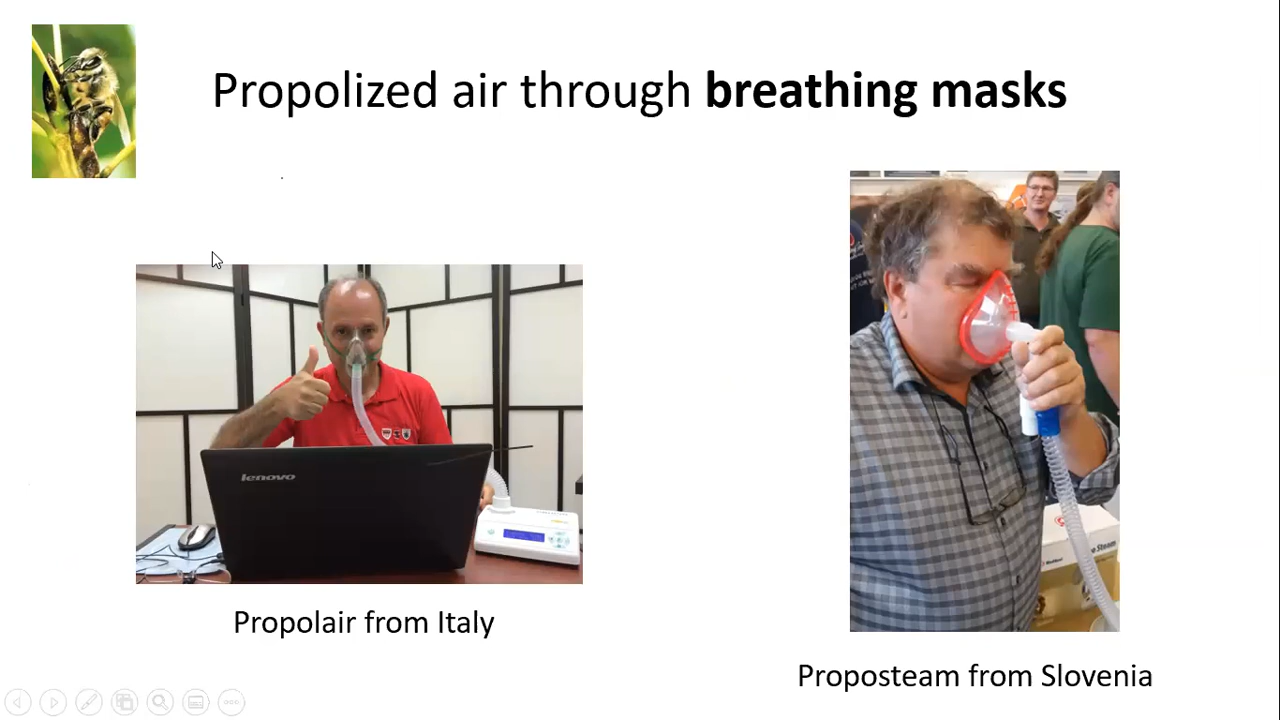 Propolized air through breathing masks
lenovo
Propolair from Italy
Proposteam from Slovenia